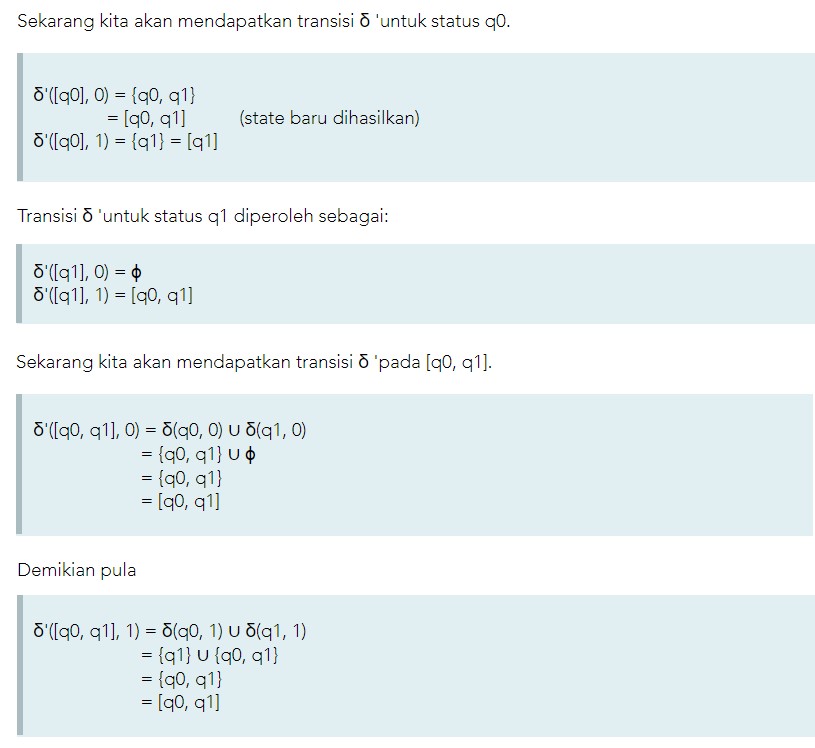 Sekarang kita akan mendapatkan transisi δ 'untuk status q0.
δ'([q0], 0) = {q0, q1}
= [q0, q1] (state baru dihasilkan)
δ'([q0], 1) = {q1} = [q1]
Transisi δ 'untuk status q1 diperoleh sebagai:
δ'([q1], 0) = ϕ
δ'([q1], 1) = [q0, q1]
Sekarang kita akan mendapatkan transisi δ 'pada [q0, q1].
δ'([q0, q1], 0) = δ(q0, 0) ∪ δ(q1, 0)
= {q0, q1} ∪ ϕ
= {q0, q1}
= [q0, q1]
Demikian pula
δ'([q0, q1], 1) = δ(q0, 1) ∪ δ(q1, 1)
= {q1} ∪ {q0, q1}
= {q0, q1}
= [q0, q1]